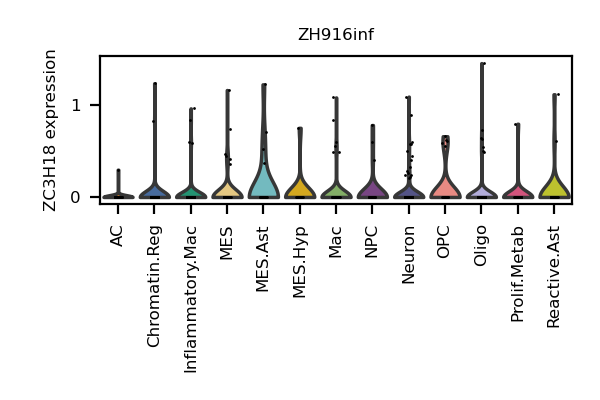 ZH916inf
ZC3H18 expression
1
0
AC
Chromatin.Reg
Inflammatory.Mac
MES
MES.Ast
MES.Hyp
Mac
NPC
Neuron
OPC
Oligo
Prolif.Metab
Reactive.Ast